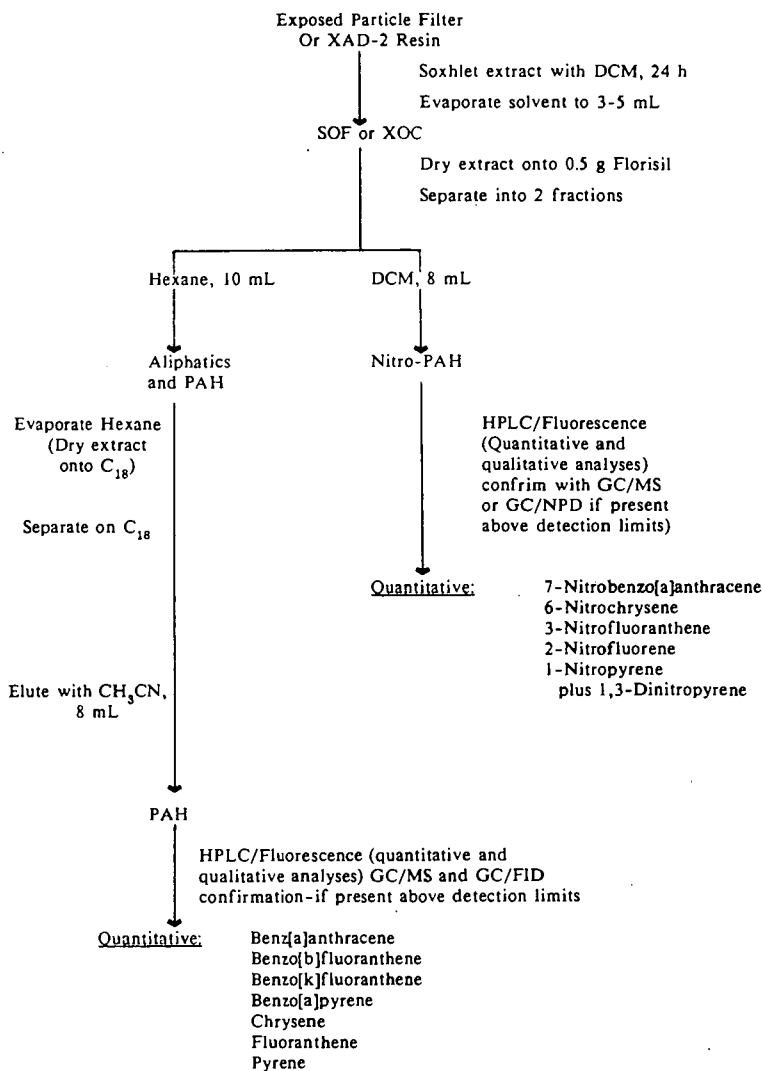 Exposed Particle Filter
Or XAD-2 Resin
Soxhlet extract with DCM, 24 h
Evaporate solvent to 3-5 mL
SOF or XOC
Dry extract onto 0.5 g Florisil
Separate into 2 fractions
Hexane, 10 mL
DCM, 8 mL
Aliphatics
and PAH
Nitro-PAH
Evaporate Hexane
(Dry extract
onto C18)
Separate on C18
Elute with CH3CN,
8 mL
HPLC/Fluorescence
(Quantitative and
qualitative analyses)
confrim with GC/MS
or GC/NPD if present
above detection limits)
Quantitative:
7-Nitrobenzo[a]anthracene
6-Nitrochrysene
3-Nitrofluoranthene
2-Nitrofluorene
1-Nitropyrene
plus 1,3-Dinitropyrene
PAH
HPLC/Fluorescence (quantitative and
qualitative analyses) GC/MS and GC/FID
confirmation-if present above detection limits
Quantitative:
Benz[a]anthracene
Benzo[b]fluoranthene
Benzo[k]fluoranthene
Benzo[a]pyrene
Chrysene
Fluoranthene
Pyrene